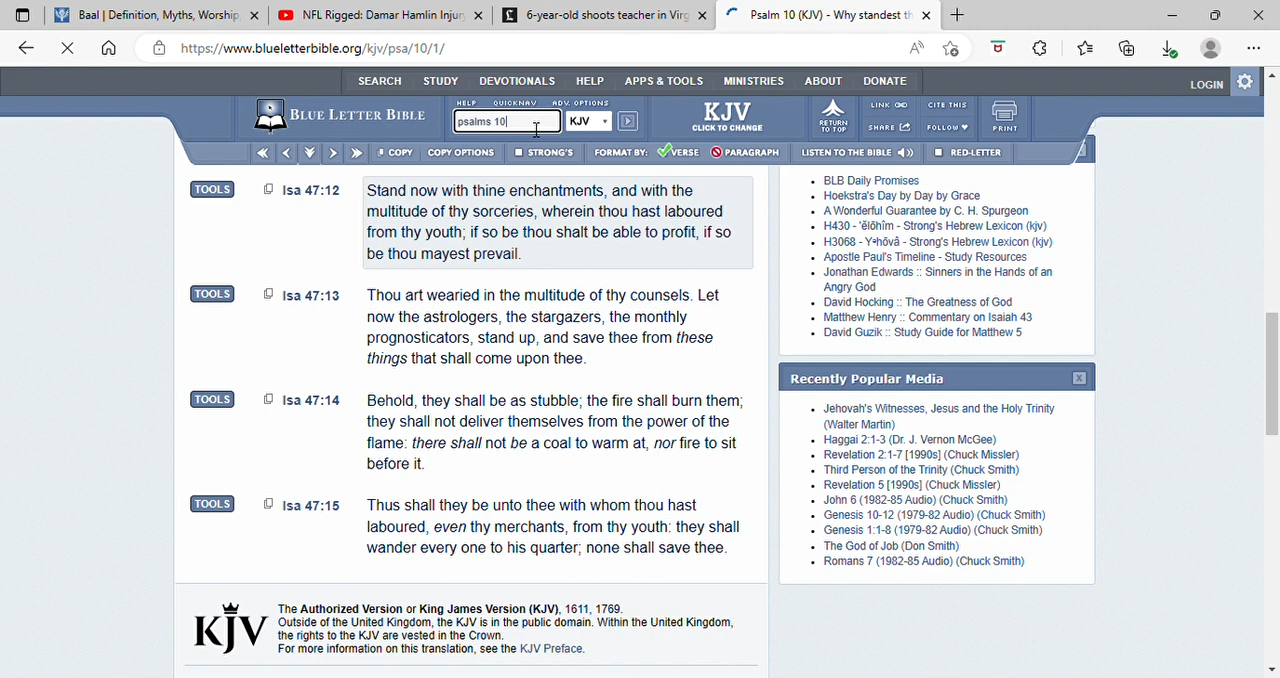 Baal | Definition, Myths, Worship,
NFL Rigged: Damar Hamlin Injur
6-year-old shoots teacher in Virg
Psalm 10 (KJV) - Why standest th
https://www.blueletterbible.org/kjv/psa/10/1/
SEARCH STUDY DEVOTIONALS HELP APPS & TOOLS MINISTRIES ABOUT DONATE
LOGIN
BLUE LETTER BIBLE
HELP QUICKNAV ADV. OPTIONS
psalms 10
KJV
KJV
CLICK TO CHANGE
RETURN
TO TOP
LINK
CITE THIS
SHARE
FOLLOW
PRINT
COPY COPY OPTIONS STRONG'S FORMAT BY: VERSE PARAGRAPH LISTEN TO THE BIBLE RED-LETTER
TOOLS Isa 47:12 Stand now with thine enchantments, and with the
multitude of thy sorceries, wherein thou hast laboured
from thy youth; if so be thou shalt be able to profit, if so
be thou mayest prevail.
TOOLS Isa 47:13 Thou art wearied in the multitude of thy counsels. Let
now the astrologers, the stargazers, the monthly
prognosticators, stand up, and save thee from these
things that shall come upon thee.
TOOLS Isa 47:14 Behold, they shall be as stubble; the fire shall burn them;
they shall not deliver themselves from the power of the
flame: there shall not be a coal to warm at, nor fire to sit
before it.
TOOLS Isa 47:15 Thus shall they be unto thee with whom thou hast
laboured, even thy merchants, from thy youth: they shall
wander every one to his quarter; none shall save thee.
KJV
The Authorized Version or King James Version (KJV), 1611, 1769.
Outside of the United Kingdom, the KJV is in the public domain. Within the United Kingdom,
the rights to the KJV are vested in the Crown.
For more information on this translation, see the KJV Preface.
BLB Daily Promises
Hoekstra's Day by Day by Grace
A Wonderful Guarantee by C. H. Spurgeon
H430 - 'ĕlōhîm - Strong's Hebrew Lexicon (kjv)
H3068 - Yᵊhōvâ - Strong's Hebrew Lexicon (kjv)
Apostle Paul's Timeline - Study Resources
Jonathan Edwards :: Sinners in the Hands of an
Angry God
David Hocking :: The Greatness of God
Matthew Henry :: Commentary on Isaiah 43
David Guzik :: Study Guide for Matthew 5
Recently Popular Media
Jehovah's Witnesses, Jesus and the Holy Trinity
(Walter Martin)
Haggai 2:1-3 (Dr. J. Vernon McGee)
Revelation 2:1-7 [1990s] (Chuck Missler)
Third Person of the Trinity (Chuck Smith)
Revelation 5 [1990s] (Chuck Missler)
John 6 (1982-85 Audio) (Chuck Smith)
Genesis 10-12 (1979-82 Audio) (Chuck Smith)
Genesis 1:1-8 (1979-82 Audio) (Chuck Smith)
The God of Job (Don Smith)
Romans 7 (1982-85 Audio) (Chuck Smith)